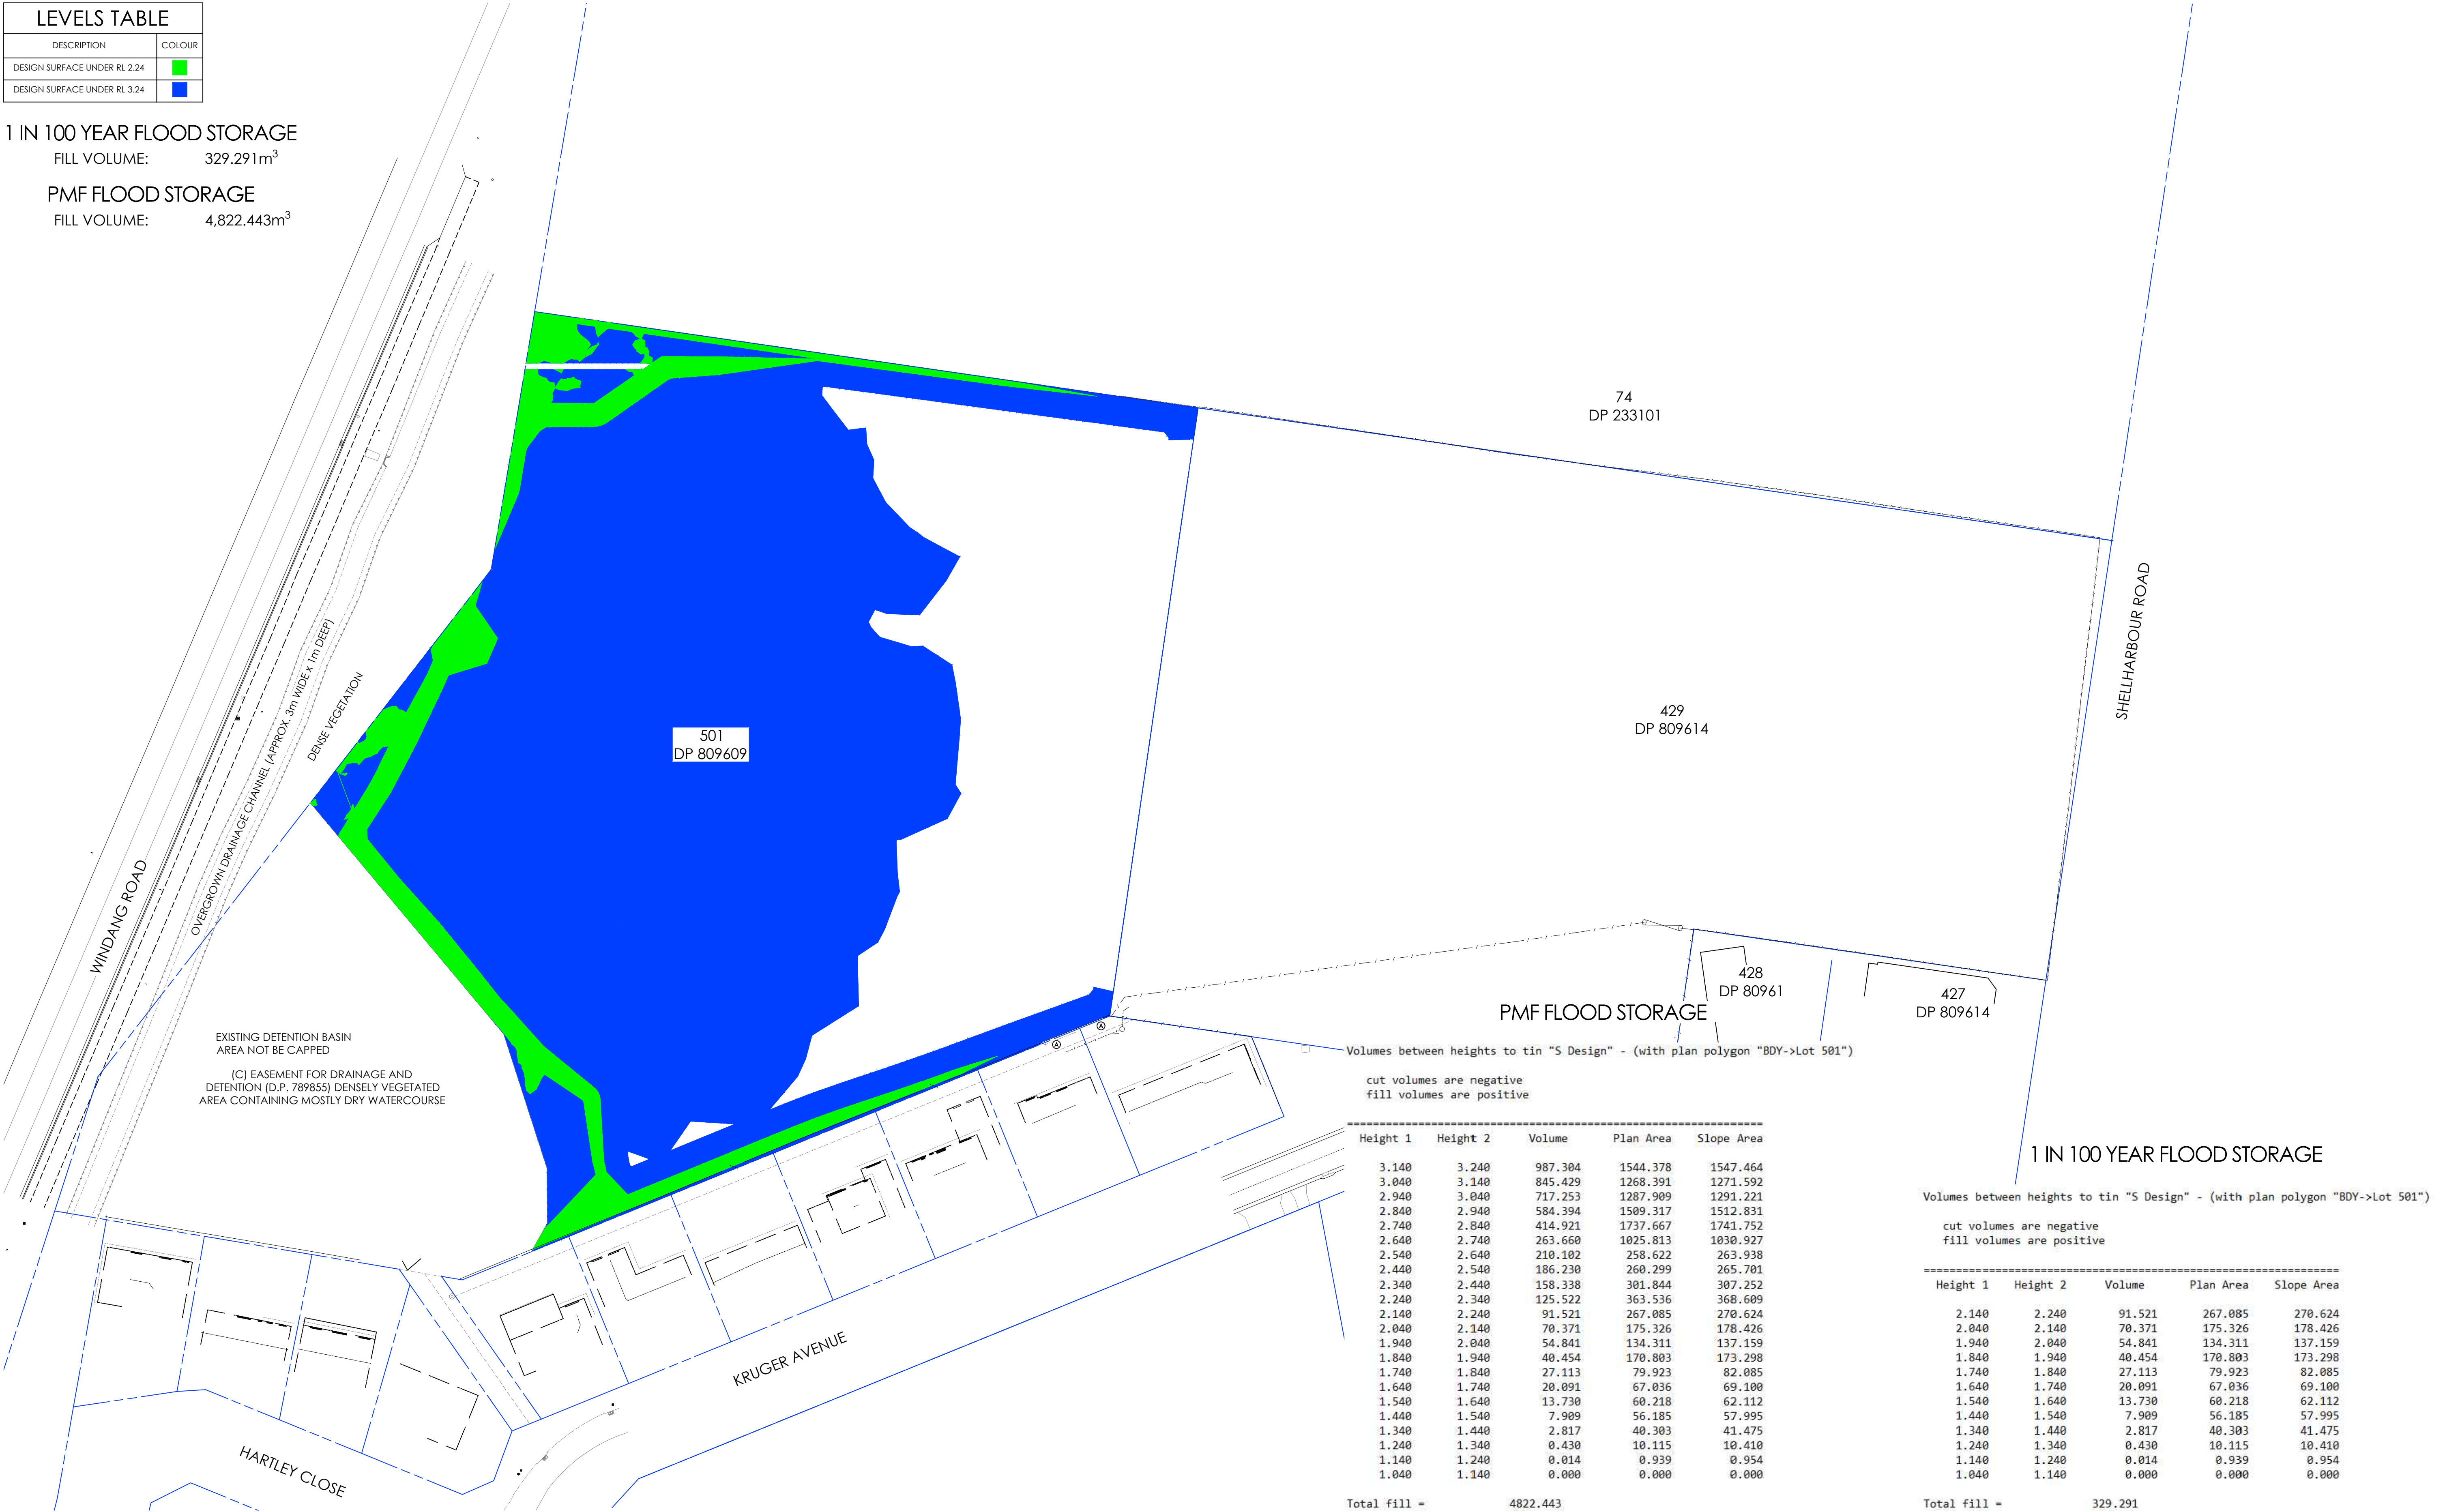 LEVELS TABLE
DESCRIPTION COLOUR
DESIGN SURFACE UNDER RL 2.24
DESIGN SURFACE UNDER RL 3.24
1 IN 100 YEAR FLOOD STORAGE
FILL VOLUME: 329.291m³
PMF FLOOD STORAGE
FILL VOLUME: 4,822.443m³
74
DP 233101
SHELLHARBOUR ROAD
429
DP 809614
501
DP 809609
OVERGROWN DRAINAGE CHANNEL (APPROX. 3m WIDE x 1m DEEP)
DENSE VEGETATION
WINDANG ROAD
428
DP 80961
427
DP 809614
EXISTING DETENTION BASIN
AREA NOT BE CAPPED
(C) EASEMENT FOR DRAINAGE AND
DETENTION (D.P. 789855) DENSELY VEGETATED
AREA CONTAINING MOSTLY DRY WATERCOURSE
A
A
KRUGER AVENUE
HARTLEY CLOSE
PMF FLOOD STORAGE
Volumes between heights to tin "S Design" - (with plan polygon "BDY->Lot 501")
cut volumes are negative
fill volumes are positive
==================================================================
Height 1 Height 2 Volume Plan Area Slope Area
3.140 3.240 987.304 1544.378 1547.464
3.040 3.140 845.429 1268.391 1271.592
2.940 3.040 717.253 1287.909 1291.221
2.840 2.940 584.394 1509.317 1512.831
2.740 2.840 414.921 1737.667 1741.752
2.640 2.740 263.660 1025.813 1030.927
2.540 2.640 210.102 258.622 263.938
2.440 2.540 186.230 260.299 265.701
2.340 2.440 158.338 301.844 307.252
2.240 2.340 125.522 363.536 368.609
2.140 2.240 91.521 267.085 270.624
2.040 2.140 70.371 175.326 178.426
1.940 2.040 54.841 134.311 137.159
1.840 1.940 40.454 170.803 173.298
1.740 1.840 27.113 79.923 82.085
1.640 1.740 20.091 67.036 69.100
1.540 1.640 13.730 60.218 62.112
1.440 1.540 7.909 56.185 57.995
1.340 1.440 2.817 40.303 41.475
1.240 1.340 0.430 10.115 10.410
1.140 1.240 0.014 0.939 0.954
1.040 1.140 0.000 0.000 0.000
Total fill = 4822.443
1 IN 100 YEAR FLOOD STORAGE
Volumes between heights to tin "S Design" - (with plan polygon "BDY->Lot 501")
cut volumes are negative
fill volumes are positive
==================================================================
Height 1 Height 2 Volume Plan Area Slope Area
2.140 2.240 91.521 267.085 270.624
2.040 2.140 70.371 175.326 178.426
1.940 2.040 54.841 134.311 137.159
1.840 1.940 40.454 170.803 173.298
1.740 1.840 27.113 79.923 82.085
1.640 1.740 20.091 67.036 69.100
1.540 1.640 13.730 60.218 62.112
1.440 1.540 7.909 56.185 57.995
1.340 1.440 2.817 40.303 41.475
1.240 1.340 0.430 10.115 10.410
1.140 1.240 0.014 0.939 0.954
1.040 1.140 0.000 0.000 0.000
Total fill = 329.291